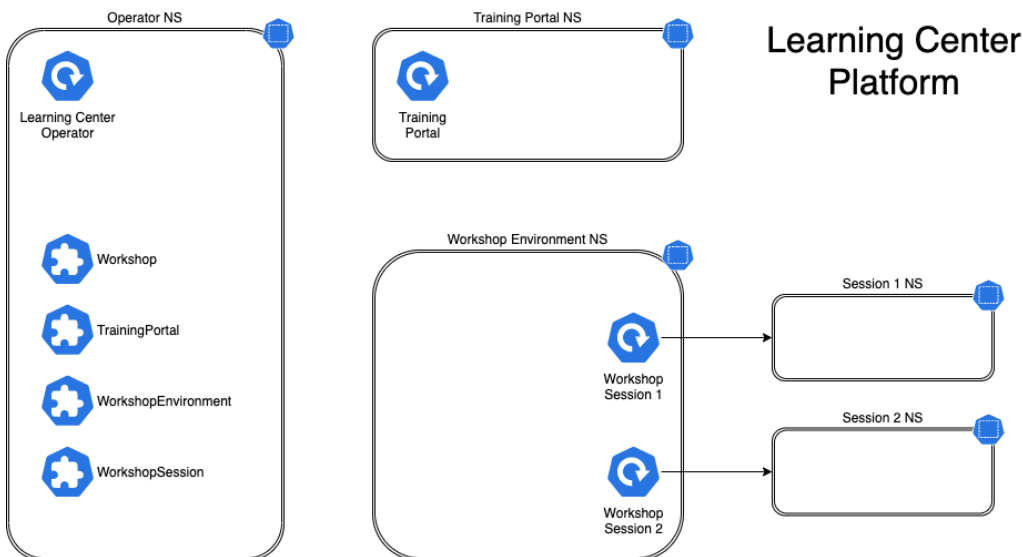 Operator NS
Training Portal NS
Learning Center
Platform
Learning Center
Operator
Training
Portal
Workshop Environment NS
Workshop
TrainingPortal
WorkshopEnvironment
WorkshopSession
Session 1 NS
Workshop
Session 1
Session 2 NS
Workshop
Session 2